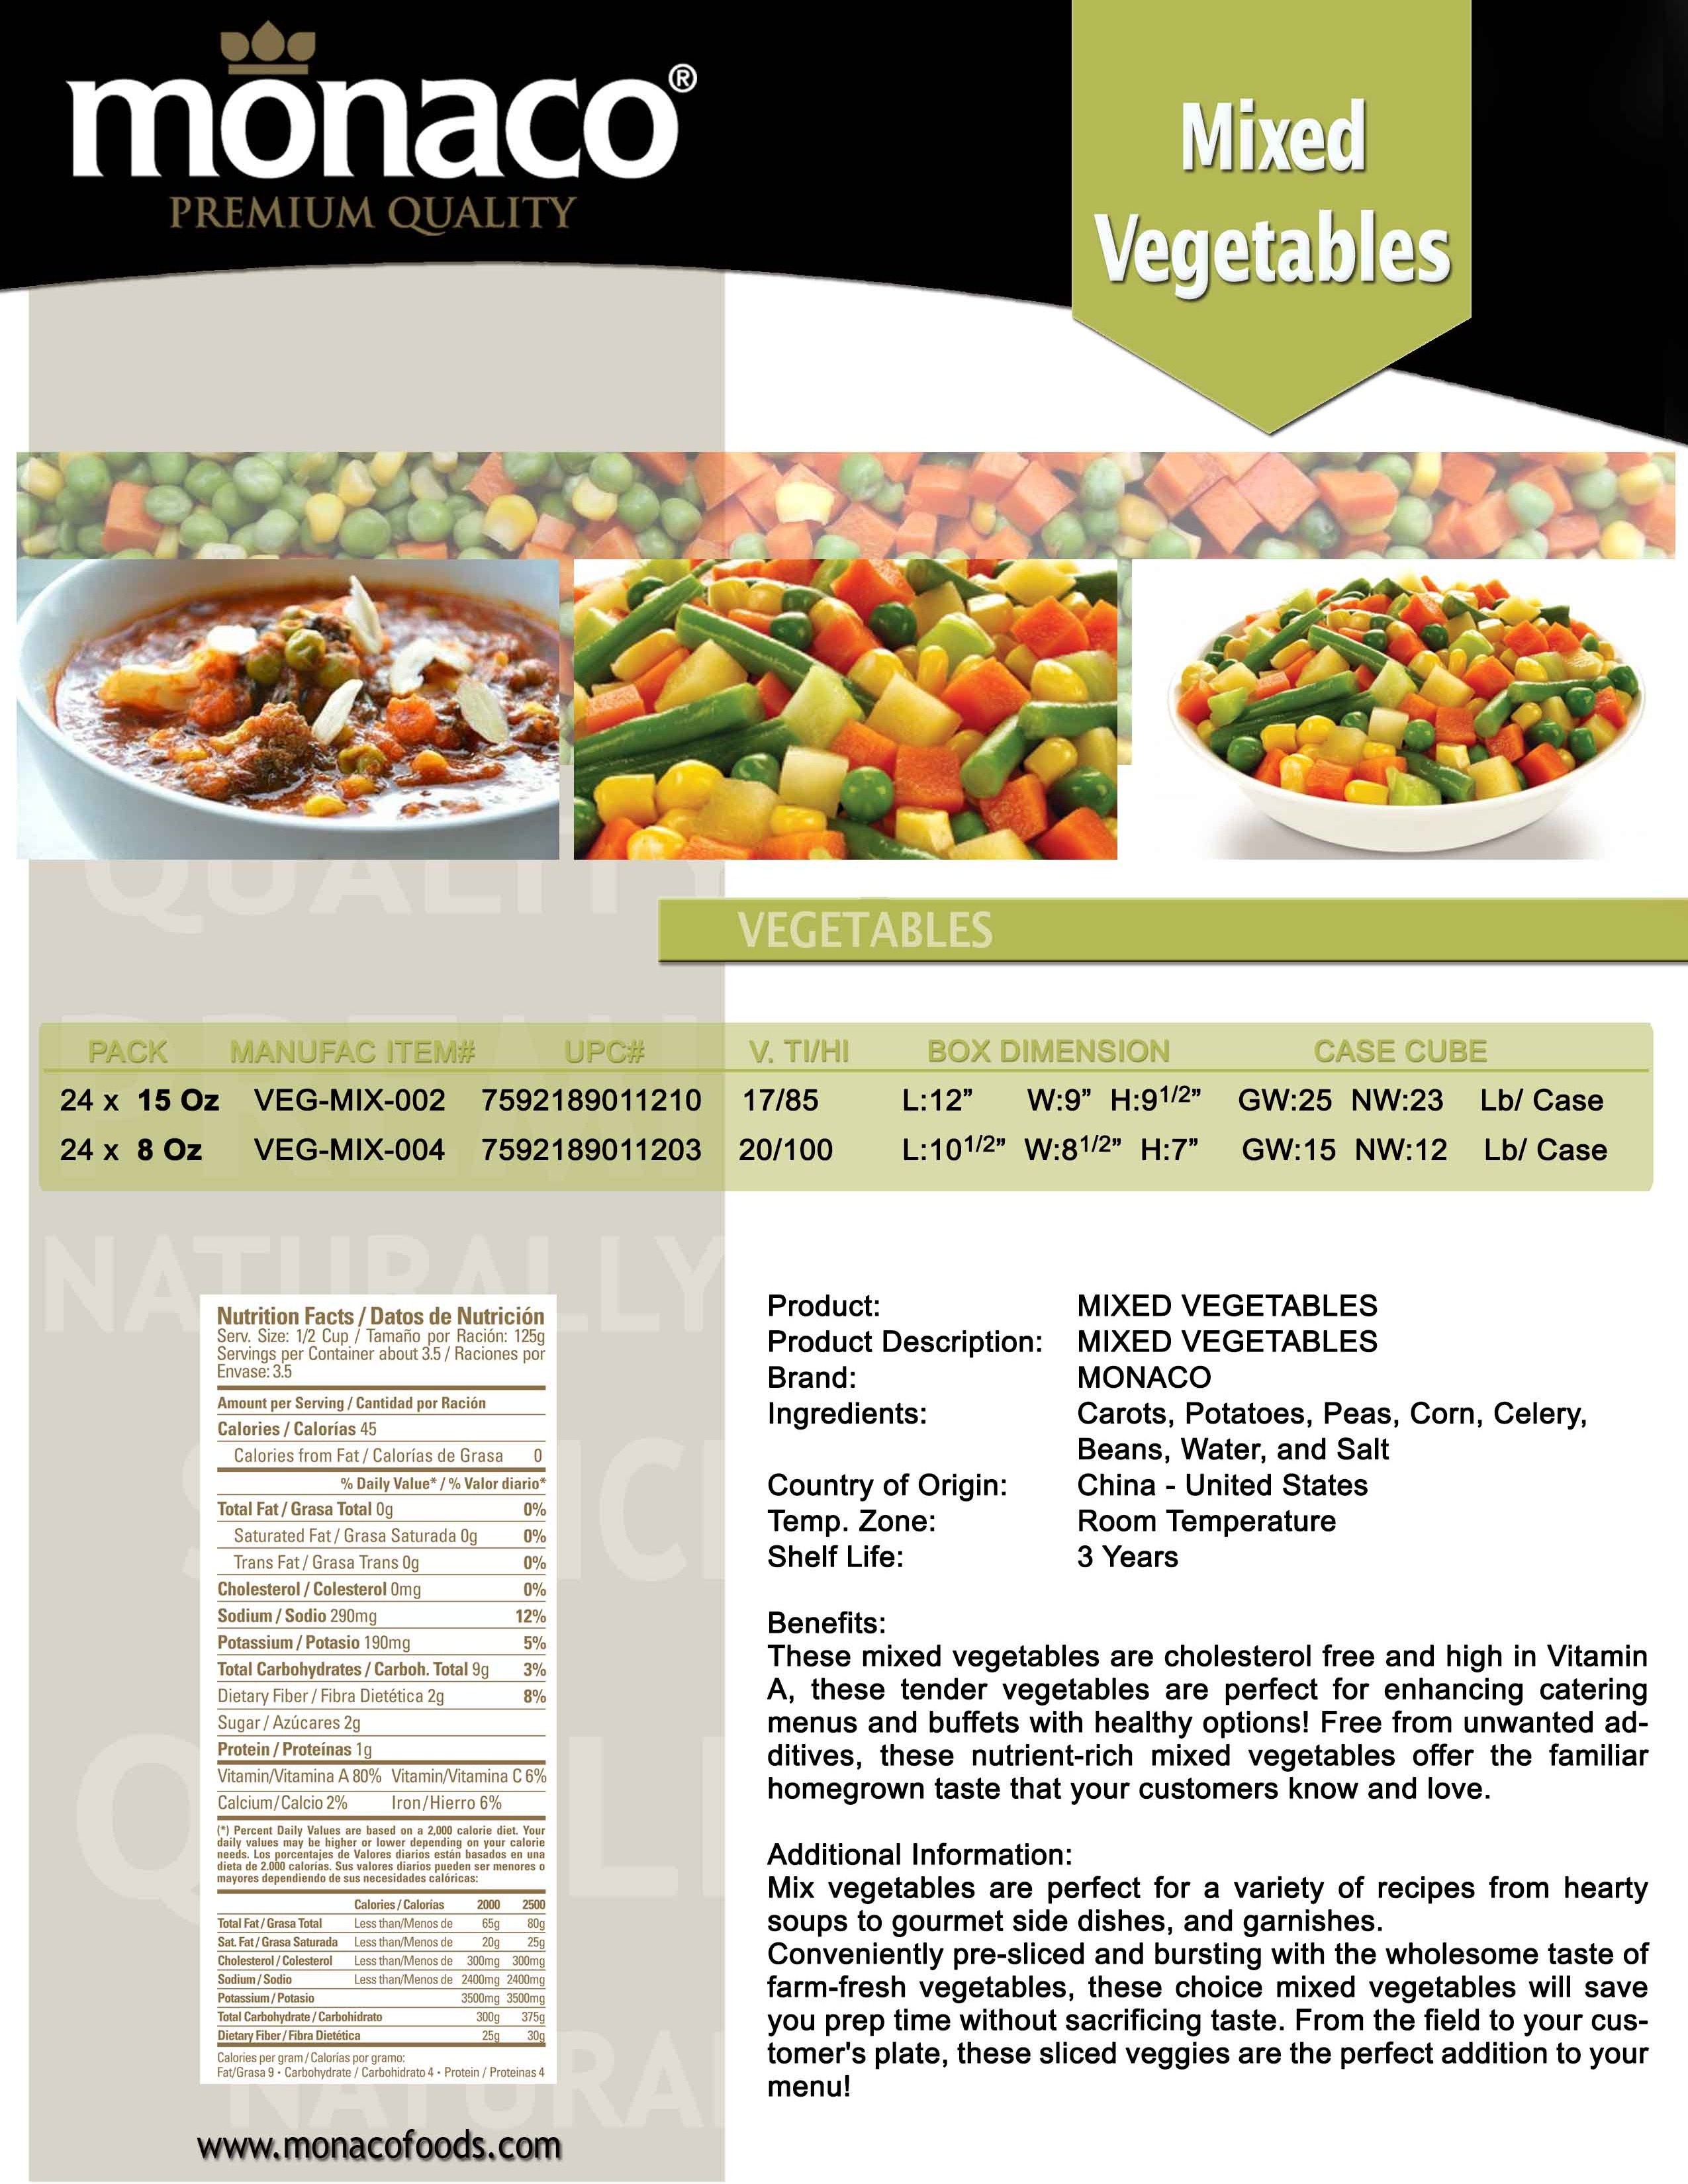 monaco®
PREMIUM QUALITY
Mixed
Vegetables
QUALITY
VEGETABLES
PREMI
PACK MANUFAC ITEM# UPC# V. TI/HI BOX DIMENSION CASE CUBE
24 x 15 Oz VEG-MIX-002 7592189011210 17/85 L:12” W:9” H:91/2” GW:25 NW:23 Lb/ Case
24 x 8 Oz VEG-MIX-004 7592189011203 20/100 L:101/2” W:81/2” H:7” GW:15 NW:12 Lb/ Case
NATURALLY
Nutrition Facts / Datos de Nutrición
Serv. Size: 1/2 Cup / Tamaño por Ración: 125g
Servings per Container about 3.5 / Raciones por
Envase: 3.5
Amount per Serving / Cantidad por Ración
Calories / Calorías 45
Calories from Fat / Calorías de Grasa 0
% Daily Value* / % Valor diario*
Total Fat / Grasa Total 0g 0%
Saturated Fat / Grasa Saturada 0g 0%
Trans Fat / Grasa Trans 0g 0%
Cholesterol / Colesterol 0mg 0%
Sodium / Sodio 290mg 12%
Potassium / Potasio 190mg 5%
Total Carbohydrates / Carboh. Total 9g 3%
Dietary Fiber / Fibra Dietética 2g 8%
Sugar / Azúcares 2g
Protein / Proteínas 1g
Vitamin/Vitamina A 80% Vitamin/Vitamina C 6%
Calcium/Calcio 2% Iron/Hierro 6%
(*) Percent Daily Values are based on a 2,000 calorie diet. Your
daily values may be higher or lower depending on your calorie
needs. Los porcentajes de Valores diarios están basados en una
dieta de 2.000 calorías. Sus valores diarios pueden ser menores o
mayores dependiendo de sus necesidades calóricas:
Calories / Calorías 2000 2500
Total Fat / Grasa Total Less than/Menos de 65g 80g
Sat. Fat / Grasa Saturada Less than/Menos de 20g 25g
Cholesterol / Colesterol Less than/Menos de 300mg 300mg
Sodium / Sodio Less than/Menos de 2400mg 2400mg
Potassium / Potasio 3500mg 3500mg
Total Carbohydrate / Carbohidrato 300g 375g
Dietary Fiber / Fibra Dietética 25g 30g
Calories per gram / Calorías por gramo:
Fat/Grasa 9 • Carbohydrate / Carbohidrato 4 • Protein / Proteinas 4
www.monacofoods.com
Product: MIXED VEGETABLES
Product Description: MIXED VEGETABLES
Brand: MONACO
Ingredients: Carots, Potatoes, Peas, Corn, Celery,
Beans, Water, and Salt
Country of Origin: China - United States
Temp. Zone: Room Temperature
Shelf Life: 3 Years
Benefits:
These mixed vegetables are cholesterol free and high in Vitamin
A, these tender vegetables are perfect for enhancing catering
menus and buffets with healthy options! Free from unwanted ad-
ditives, these nutrient-rich mixed vegetables offer the familiar
homegrown taste that your customers know and love.
Additional Information:
Mix vegetables are perfect for a variety of recipes from hearty
soups to gourmet side dishes, and garnishes.
Conveniently pre-sliced and bursting with the wholesome taste of
farm-fresh vegetables, these choice mixed vegetables will save
you prep time without sacrificing taste. From the field to your cus-
tomer's plate, these sliced veggies are the perfect addition to your
menu!